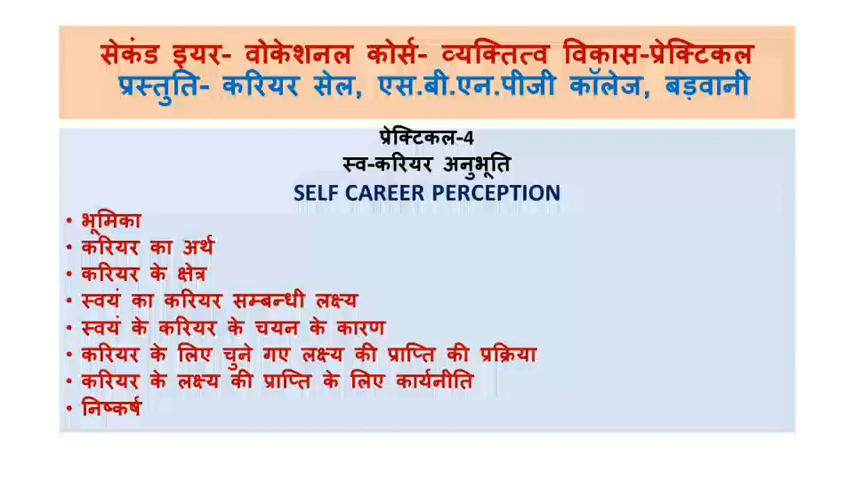 सेकंड इयर- वोकेशनल कोर्स- व्यक्तित्व विकास-प्रेक्टिकल
प्रस्तुति- करियर सेल, एस.बी.एन.पीजी कॉलेज, बड़वानी
प्रेक्टिकल-4
स्व-करियर अनुभूति
SELF CAREER PERCEPTION
• भूमिका
• करियर का अर्थ
• करियर के क्षेत्र
• स्वयं का करियर सम्बन्धी लक्ष्य
• स्वयं के करियर के चयन के कारण
• करियर के लिए चुने गए लक्ष्य की प्राप्ति की प्रक्रिया
• करियर के लक्ष्य की प्राप्ति के लिए कार्यनीति
• निष्कर्ष